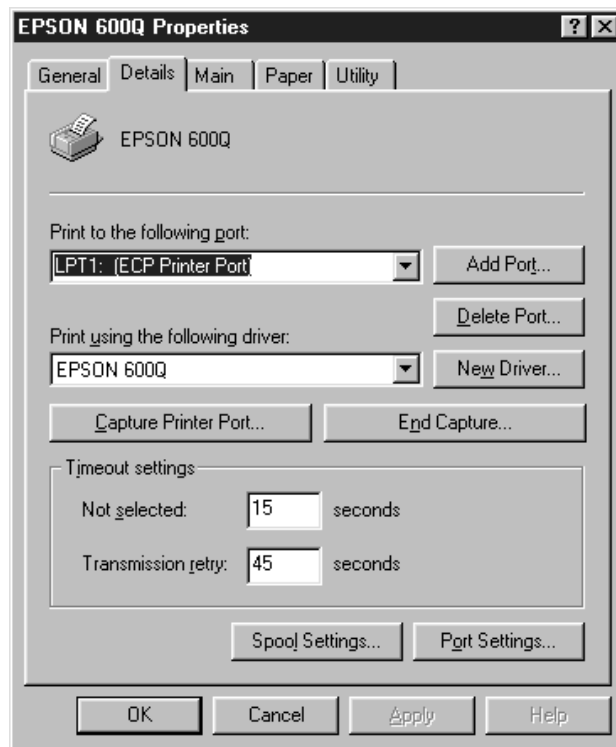 EPSON 600Q Properties
General Details Main Paper Utility
EPSON 600Q
Print to the following port:
LPT1: (ECP Printer Port) Add Port...
Delete Port...
Print using the following driver:
EPSON 600Q New Driver...
Capture Printer Port... End Capture...
Timeout settings
Not selected: 15 seconds
Transmission retry: 45 seconds
Spool Settings... Port Settings...
OK Cancel Apply Help